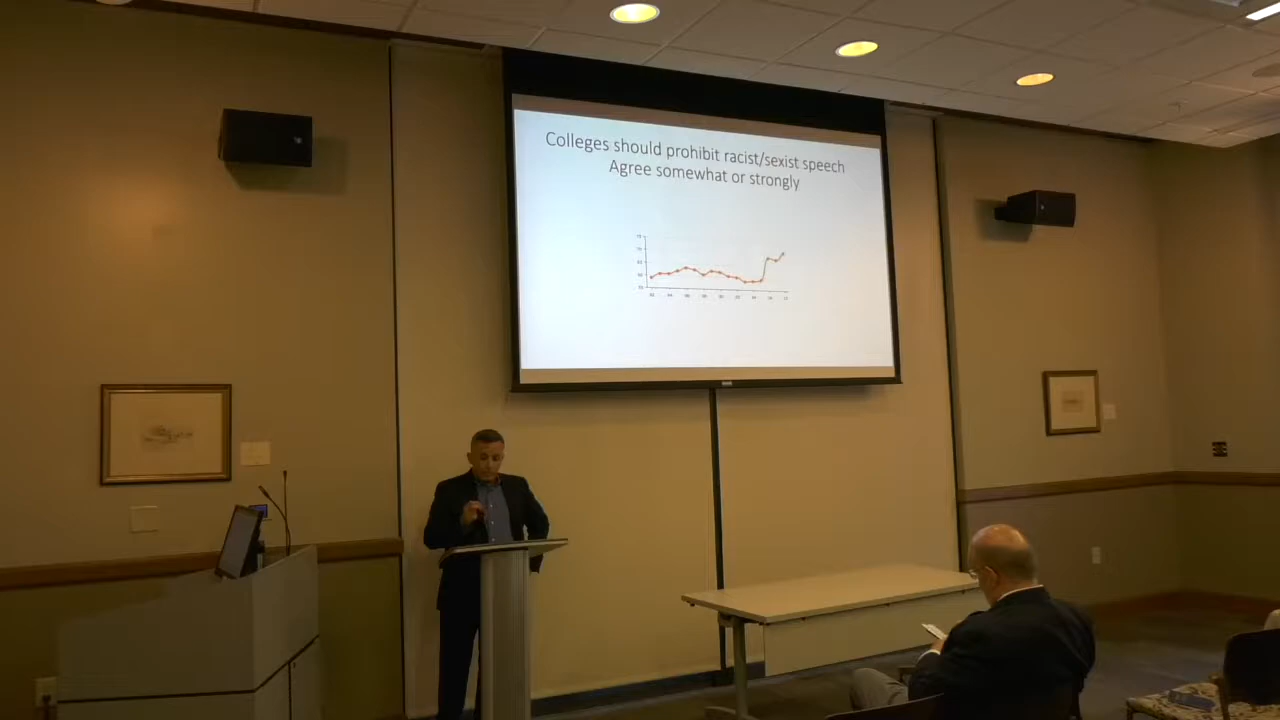 Colleges should prohibit racist/sexist speech
Agree somewhat or strongly